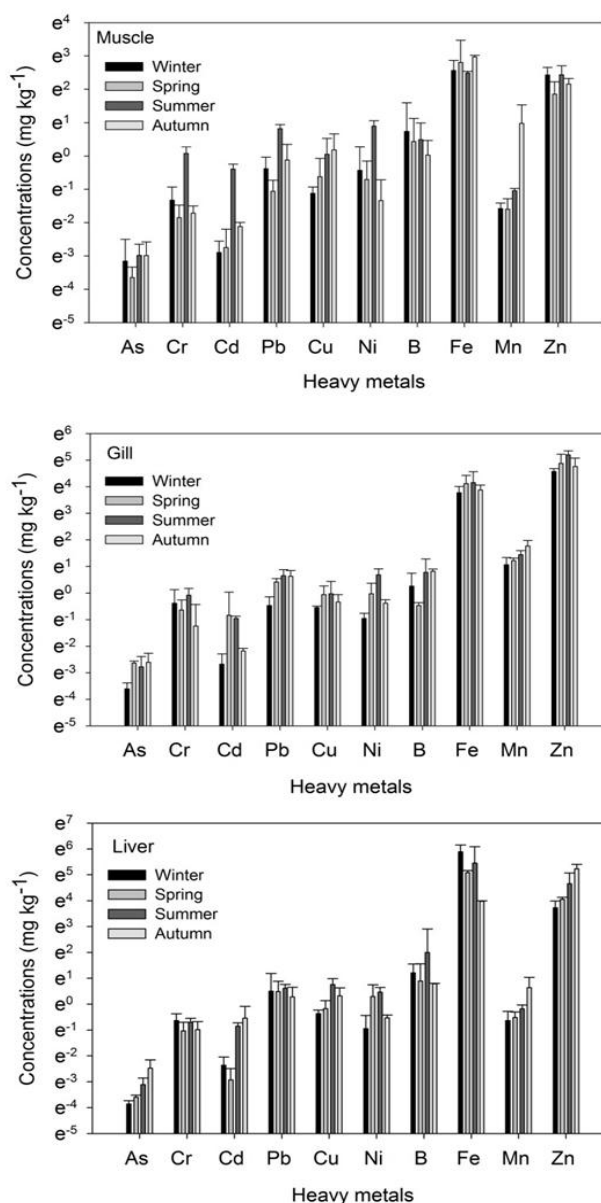 Muscle
Winter
Spring
Summer
Autumn
Concentrations (mg kg⁻¹)
e⁴
e³
e²
e¹
e⁰
e⁻¹
e⁻²
e⁻³
e⁻⁴
e⁻⁵
As Cr Cd Pb Cu Ni B Fe Mn Zn
Heavy metals
Gill
Winter
Spring
Summer
Autumn
Concentrations (mg kg⁻¹)
e⁶
e⁵
e⁴
e³
e²
e¹
e⁰
e⁻¹
e⁻²
e⁻³
e⁻⁴
e⁻⁵
As Cr Cd Pb Cu Ni B Fe Mn Zn
Heavy metals
Liver
Winter
Spring
Summer
Autumn
Concentrations (mg kg⁻¹)
e⁷
e⁶
e⁵
e⁴
e³
e²
e¹
e⁰
e⁻¹
e⁻²
e⁻³
e⁻⁴
e⁻⁵
As Cr Cd Pb Cu Ni B Fe Mn Zn
Heavy metals